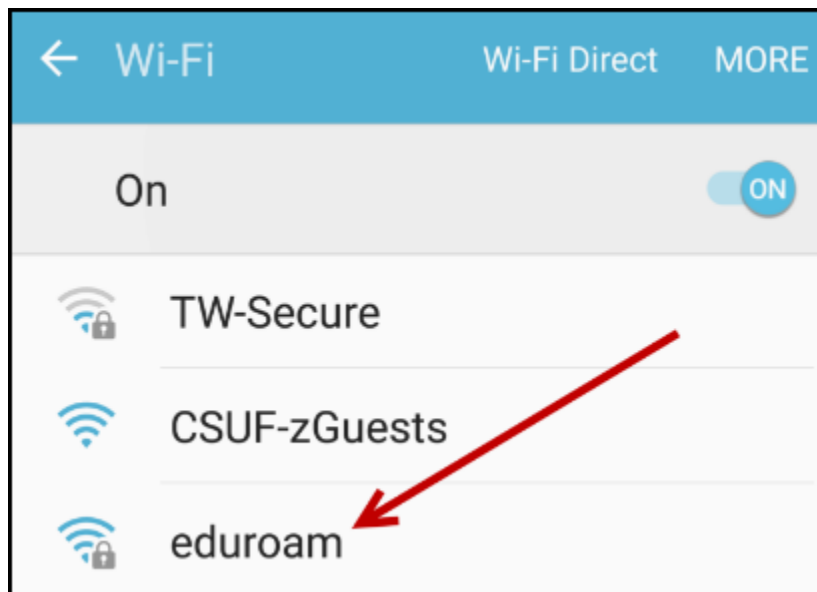 Wi-Fi Wi-Fi Direct MORE
On ON
TW-Secure
CSUF-zGuests
eduroam